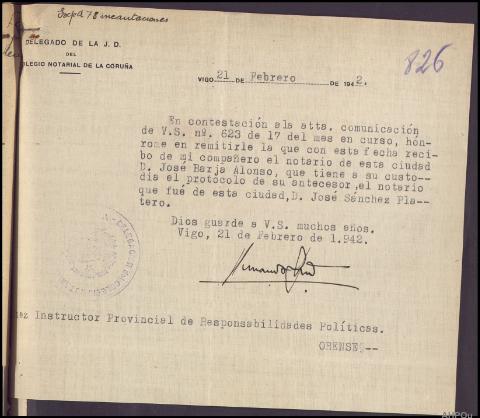 Expd 78 incautaciones
826
DELEGADO DE LA J. D.
DEL
COLEGIO NOTARIAL DE LA CORUÑA
VIGO 21 DE Febrero DE 1942.
En contestación ala atta. comunicación
de V.S. nº. 623 de 17 del mes en curso, hón-
rome en remitirle la que con esta fecha reci-
bo de mi compañero el notario de esta ciudad
D. José Barja Alonso, que tiene a su custo--
dia el protocolo de su antecesor, el notario
que fué de esta ciudad, D. José Sánchez Pla--
tero.
Dios guarde a V.S. muchos años.
Vigo, 21 de Febrero de 1.942.
ez Instructor Provincial de Responsabilidades Políticas.
ORENSE--